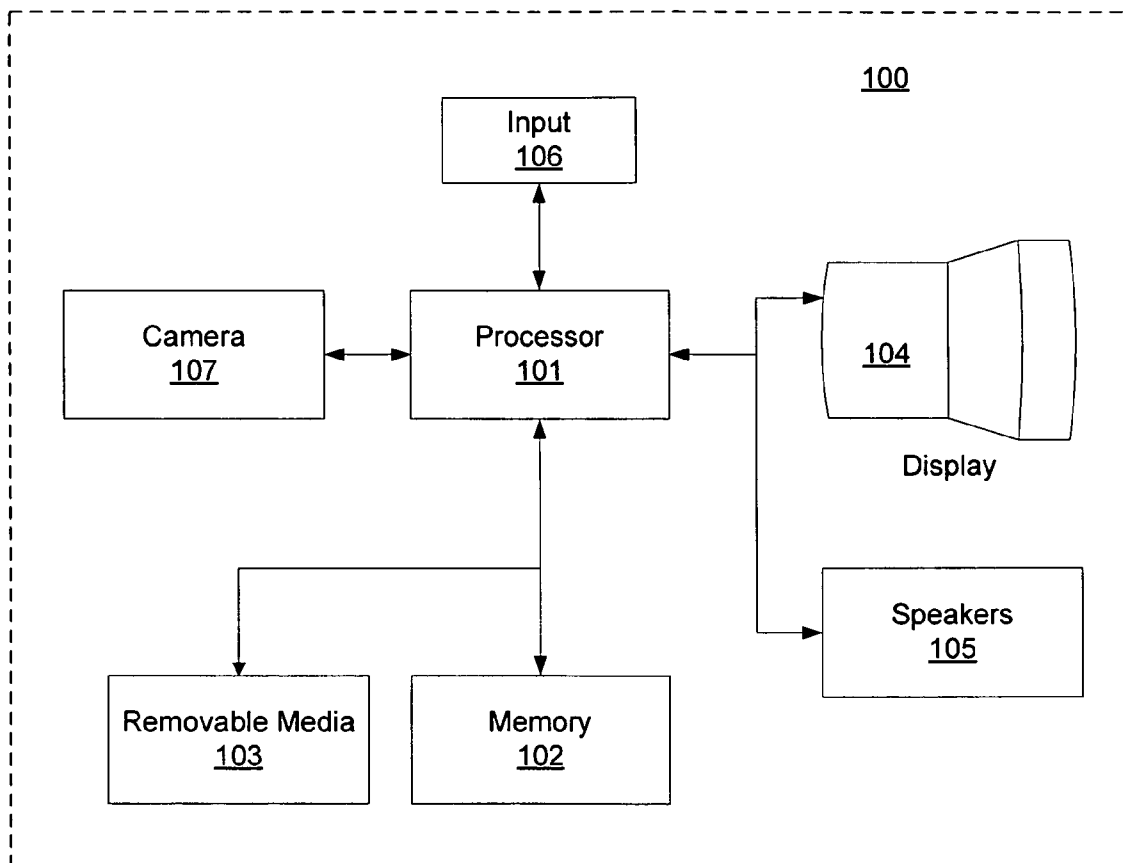 100
Input
106
Camera
107
Processor
101
104
Display
Speakers
105
Removable Media
103
Memory
102